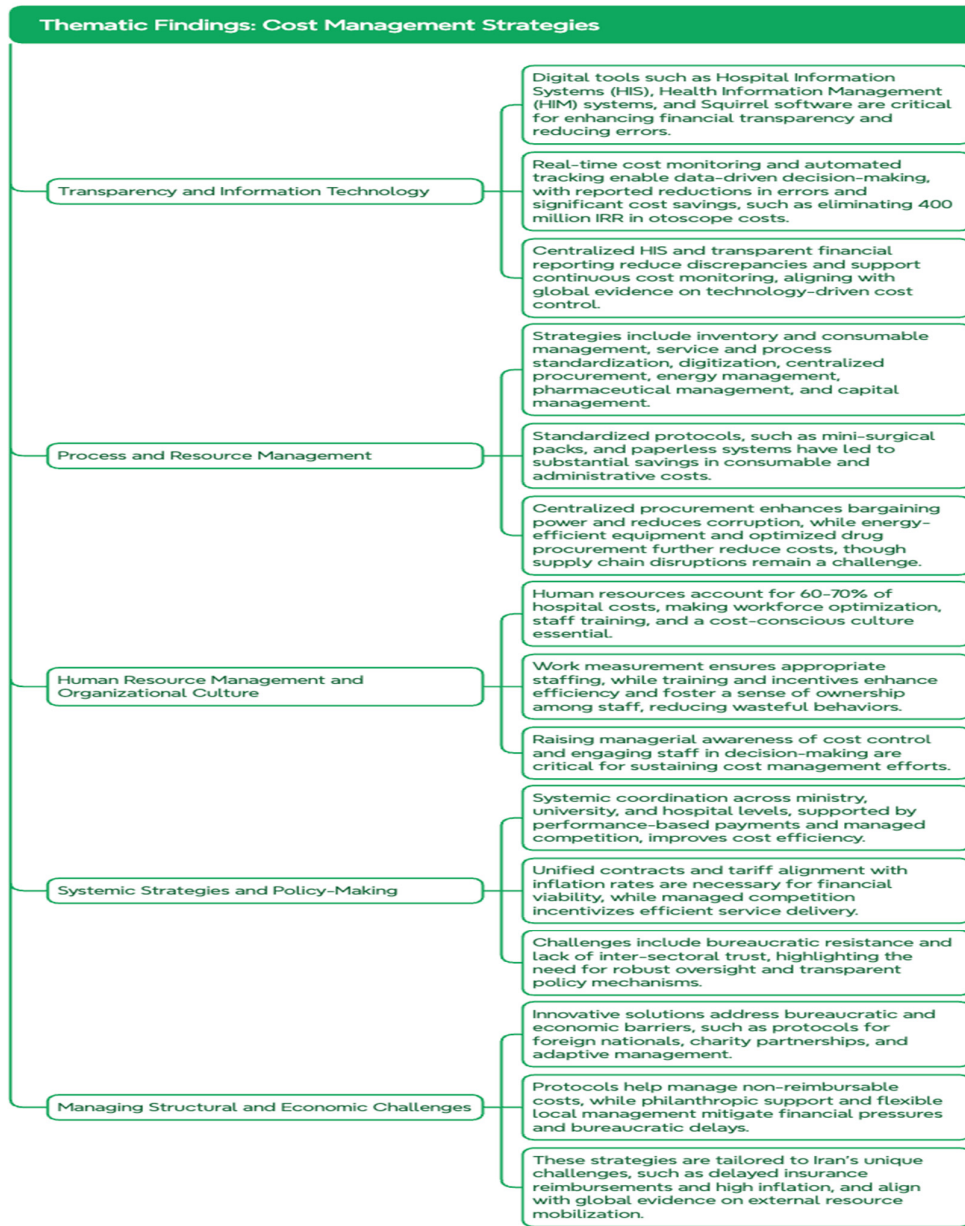 Thematic Findings: Cost Management Strategies
Transparency and Information Technology
Digital tools such as Hospital Information
Systems (HIS), Health Information Management
(HIM) systems, and Squirrel software are critical
for enhancing financial transparency and
reducing errors.
Real-time cost monitoring and automated
tracking enable data-driven decision-making,
with reported reductions in errors and
significant cost savings, such as eliminating 400
million IRR in otoscope costs.
Centralized HIS and transparent financial
reporting reduce discrepancies and support
continuous cost monitoring, aligning with
global evidence on technology-driven cost
control.
Process and Resource Management
Strategies include inventory and consumable
management, service and process
standardization, digitization, centralized
procurement, energy management,
pharmaceutical management, and capital
management.
Standardized protocols, such as mini-surgical
packs, and paperless systems have led to
substantial savings in consumable and
administrative costs.
Centralized procurement enhances bargaining
power and reduces corruption, while energy-
efficient equipment and optimized drug
procurement further reduce costs, though
supply chain disruptions remain a challenge.
Human Resource Management and
Organizational Culture
Human resources account for 60-70% of
hospital costs, making workforce optimization,
staff training, and a cost-conscious culture
essential.
Work measurement ensures appropriate
staffing, while training and incentives enhance
efficiency and foster a sense of ownership
among staff, reducing wasteful behaviors.
Raising managerial awareness of cost control
and engaging staff in decision-making are
critical for sustaining cost management efforts.
Systemic Strategies and Policy-Making
Systemic coordination across ministry,
university, and hospital levels, supported by
performance-based payments and managed
competition, improves cost efficiency.
Unified contracts and tariff alignment with
inflation rates are necessary for financial
viability, while managed competition
incentivizes efficient service delivery.
Challenges include bureaucratic resistance and
lack of inter-sectoral trust, highlighting the
need for robust oversight and transparent
policy mechanisms.
Managing Structural and Economic Challenges
Innovative solutions address bureaucratic and
economic barriers, such as protocols for
foreign nationals, charity partnerships, and
adaptive management.
Protocols help manage non-reimbursable
costs, while philanthropic support and flexible
local management mitigate financial pressures
and bureaucratic delays.
These strategies are tailored to Iran's unique
challenges, such as delayed insurance
reimbursements and high inflation, and align
with global evidence on external resource
mobilization.